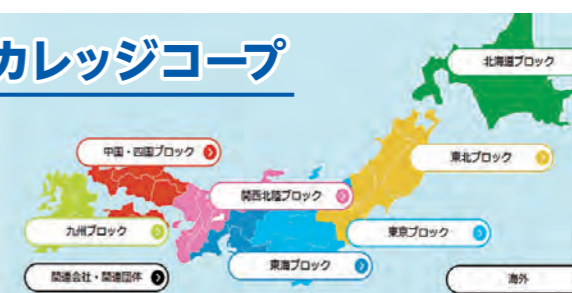 カレッジコープ
北海道ブロック
中国・四国ブロック
東北ブロック
関西北陸ブロック
九州ブロック
東京ブロック
東海ブロック
関連会社・関連団体
海外